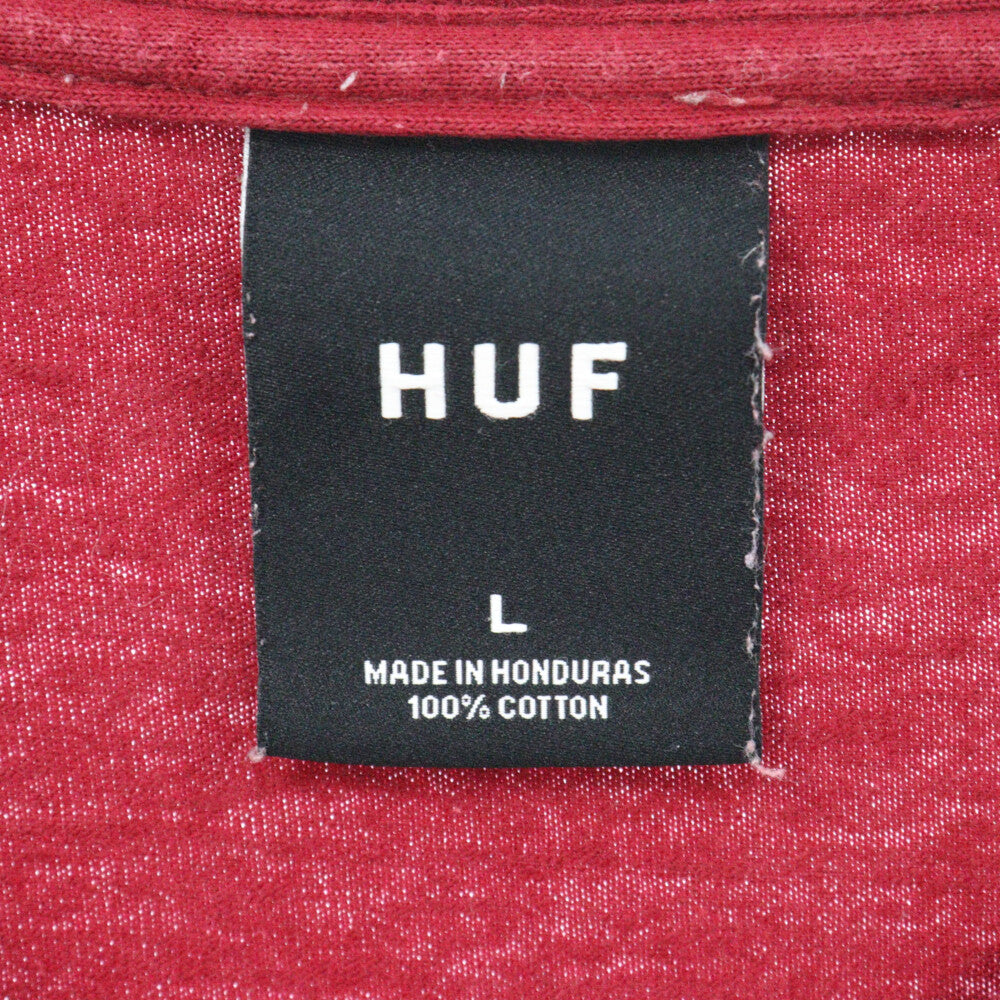 HUF
L
MADE IN HONDURAS
100% COTTON